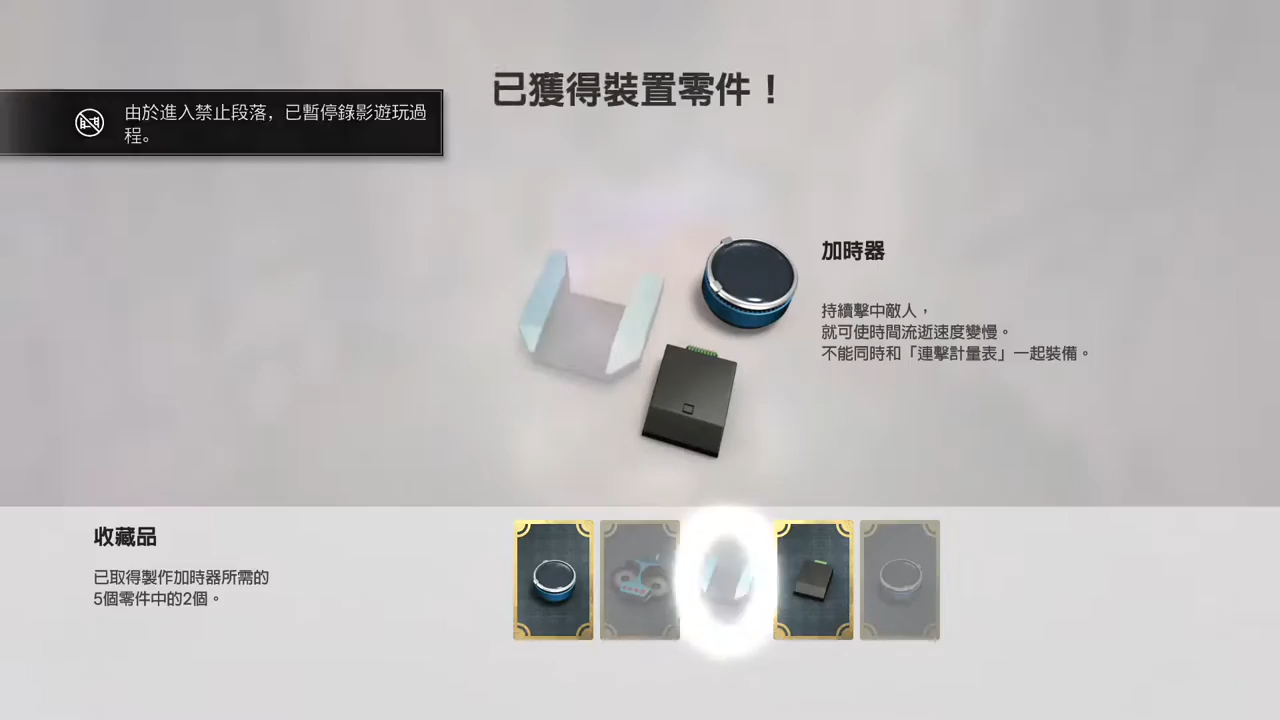 已獲得裝置零件！
由於進入禁止段落，已暫停錄影遊玩過
程。
加時器
持續擊中敵人，
就可使時間流逝速度變慢。
不能同時和「連擊計量表」一起裝備。
收藏品
已取得製作加時器所需的
5個零件中的2個。